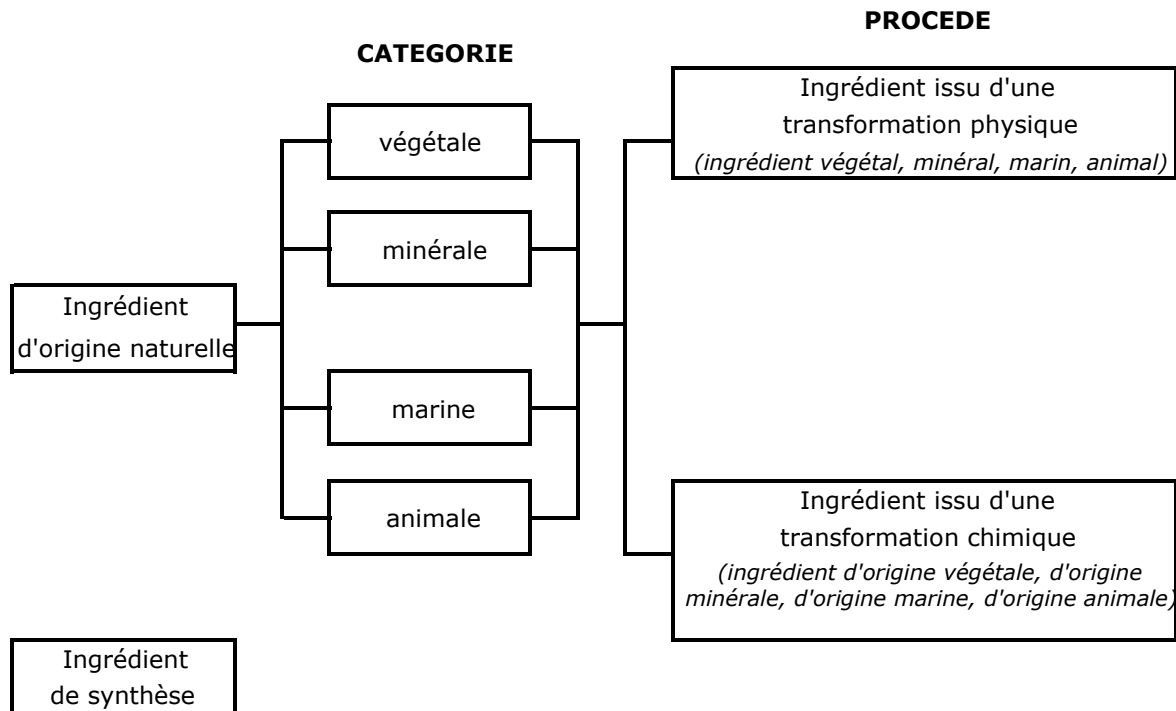 PROCEDE
CATEGORIE
Ingrédient issu d'une
transformation physique
(ingrédient végétal, minéral, marin, animal)
végétale
minérale
Ingrédient
d'origine naturelle
marine
animale
Ingrédient issu d'une
transformation chimique
(ingrédient d'origine végétale, d'origine
minérale, d'origine marine, d'origine animale)
Ingrédient
de synthèse